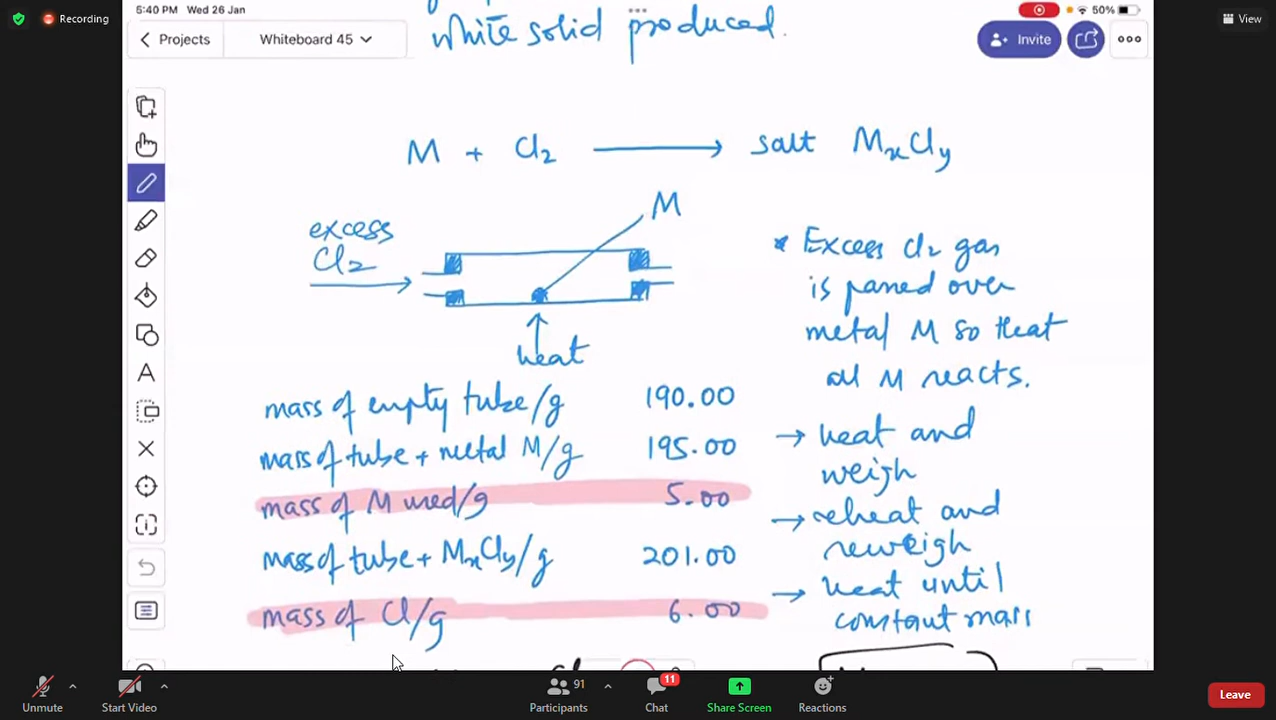 Recording
6:40 PM Wed 26 Jan
50%
View
Projects
Whiteboard 45
Invite
white solid produced.
M + Cl₂ ⟶ salt MxCly
M
excess
Cl₂
heat
* Excess Cl₂ gas
is passed over
metal M so that
all M reacts.
→ heat and
weigh
→ reheat and
reweigh
→ heat until
constant mass
mass of empty tube/g 190.00
mass of tube + metal M/g 195.00
mass of M used/g 5.00
mass of tube + MxCly/g 201.00
mass of Cl/g 6.00
A
Unmute
Start Video
91
Participants
11
Chat
Share Screen
Reactions
Leave